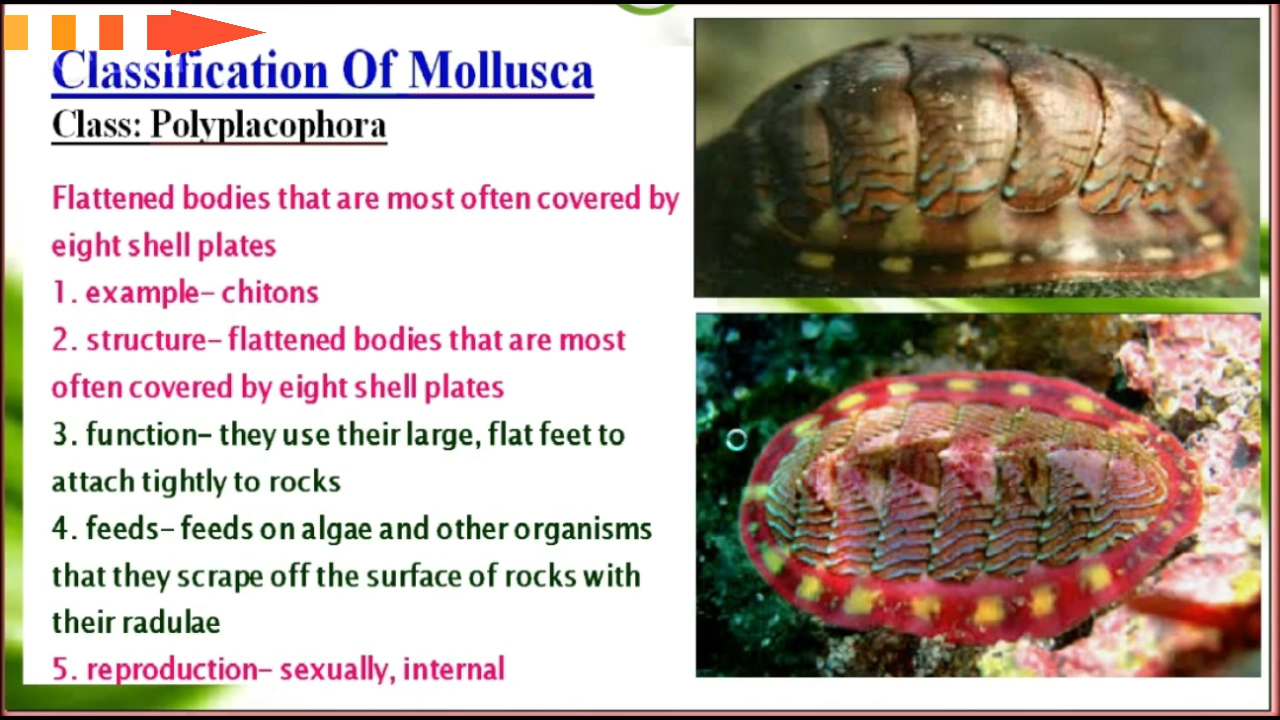 Classification Of Mollusca
Class: Polyplacophora
Flattened bodies that are most often covered by
eight shell plates
1. example- chitons
2. structure- flattened bodies that are most
often covered by eight shell plates
3. function- they use their large, flat feet to
attach tightly to rocks
4. feeds- feeds on algae and other organisms
that they scrape off the surface of rocks with
their radulae
5. reproduction- sexually, internal